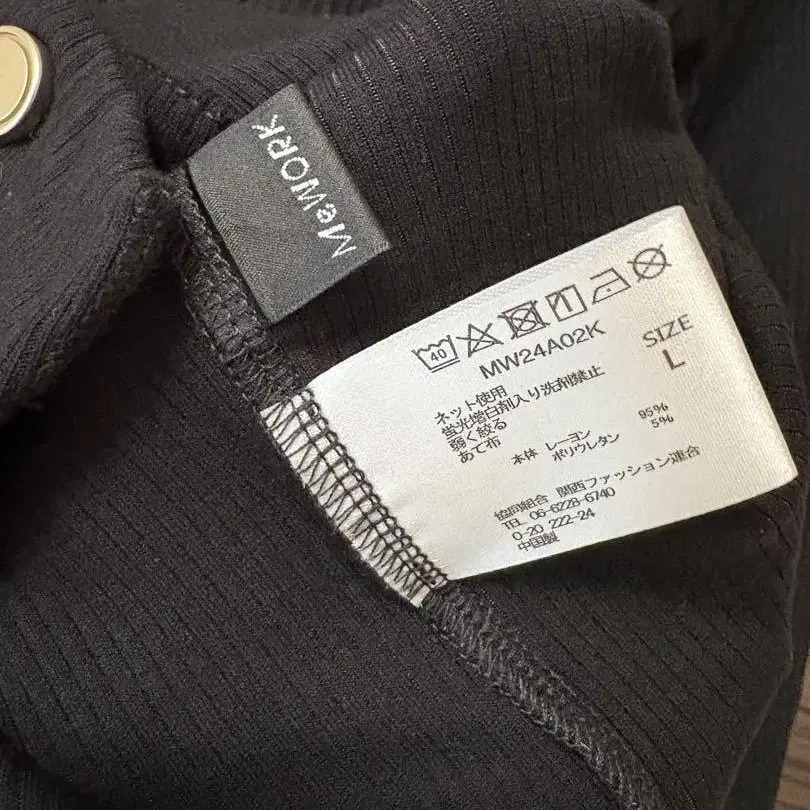 MeWORK
40
MW24A02K
SIZE
L
ネット使用
蛍光増白剤入り洗剤禁止
弱く絞る
あて布
本体 レーヨン 95%
ポリウレタン 5%
協同組合 関西ファッション連合
TEL 06-6228-6740
0-20 222-24
中国製